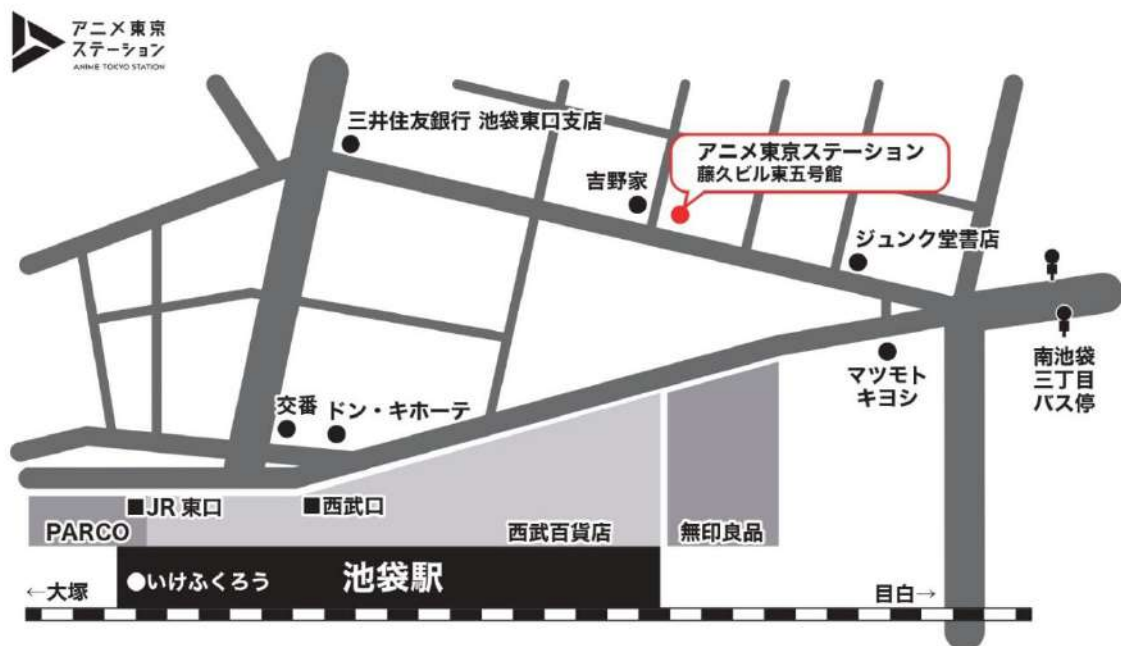 アニメ東京
ステーション
ANIME TOKYO STATION
三井住友銀行 池袋東口支店
アニメ東京ステーション
藤久ビル東五号館
吉野家
ジュンク堂書店
マツモト
キヨシ
南池袋
三丁目
バス停
交番
ドン・キホーテ
■JR 東口
■西武口
PARCO
西武百貨店
無印良品
●いけふくろう
池袋駅
←大塚
目白→